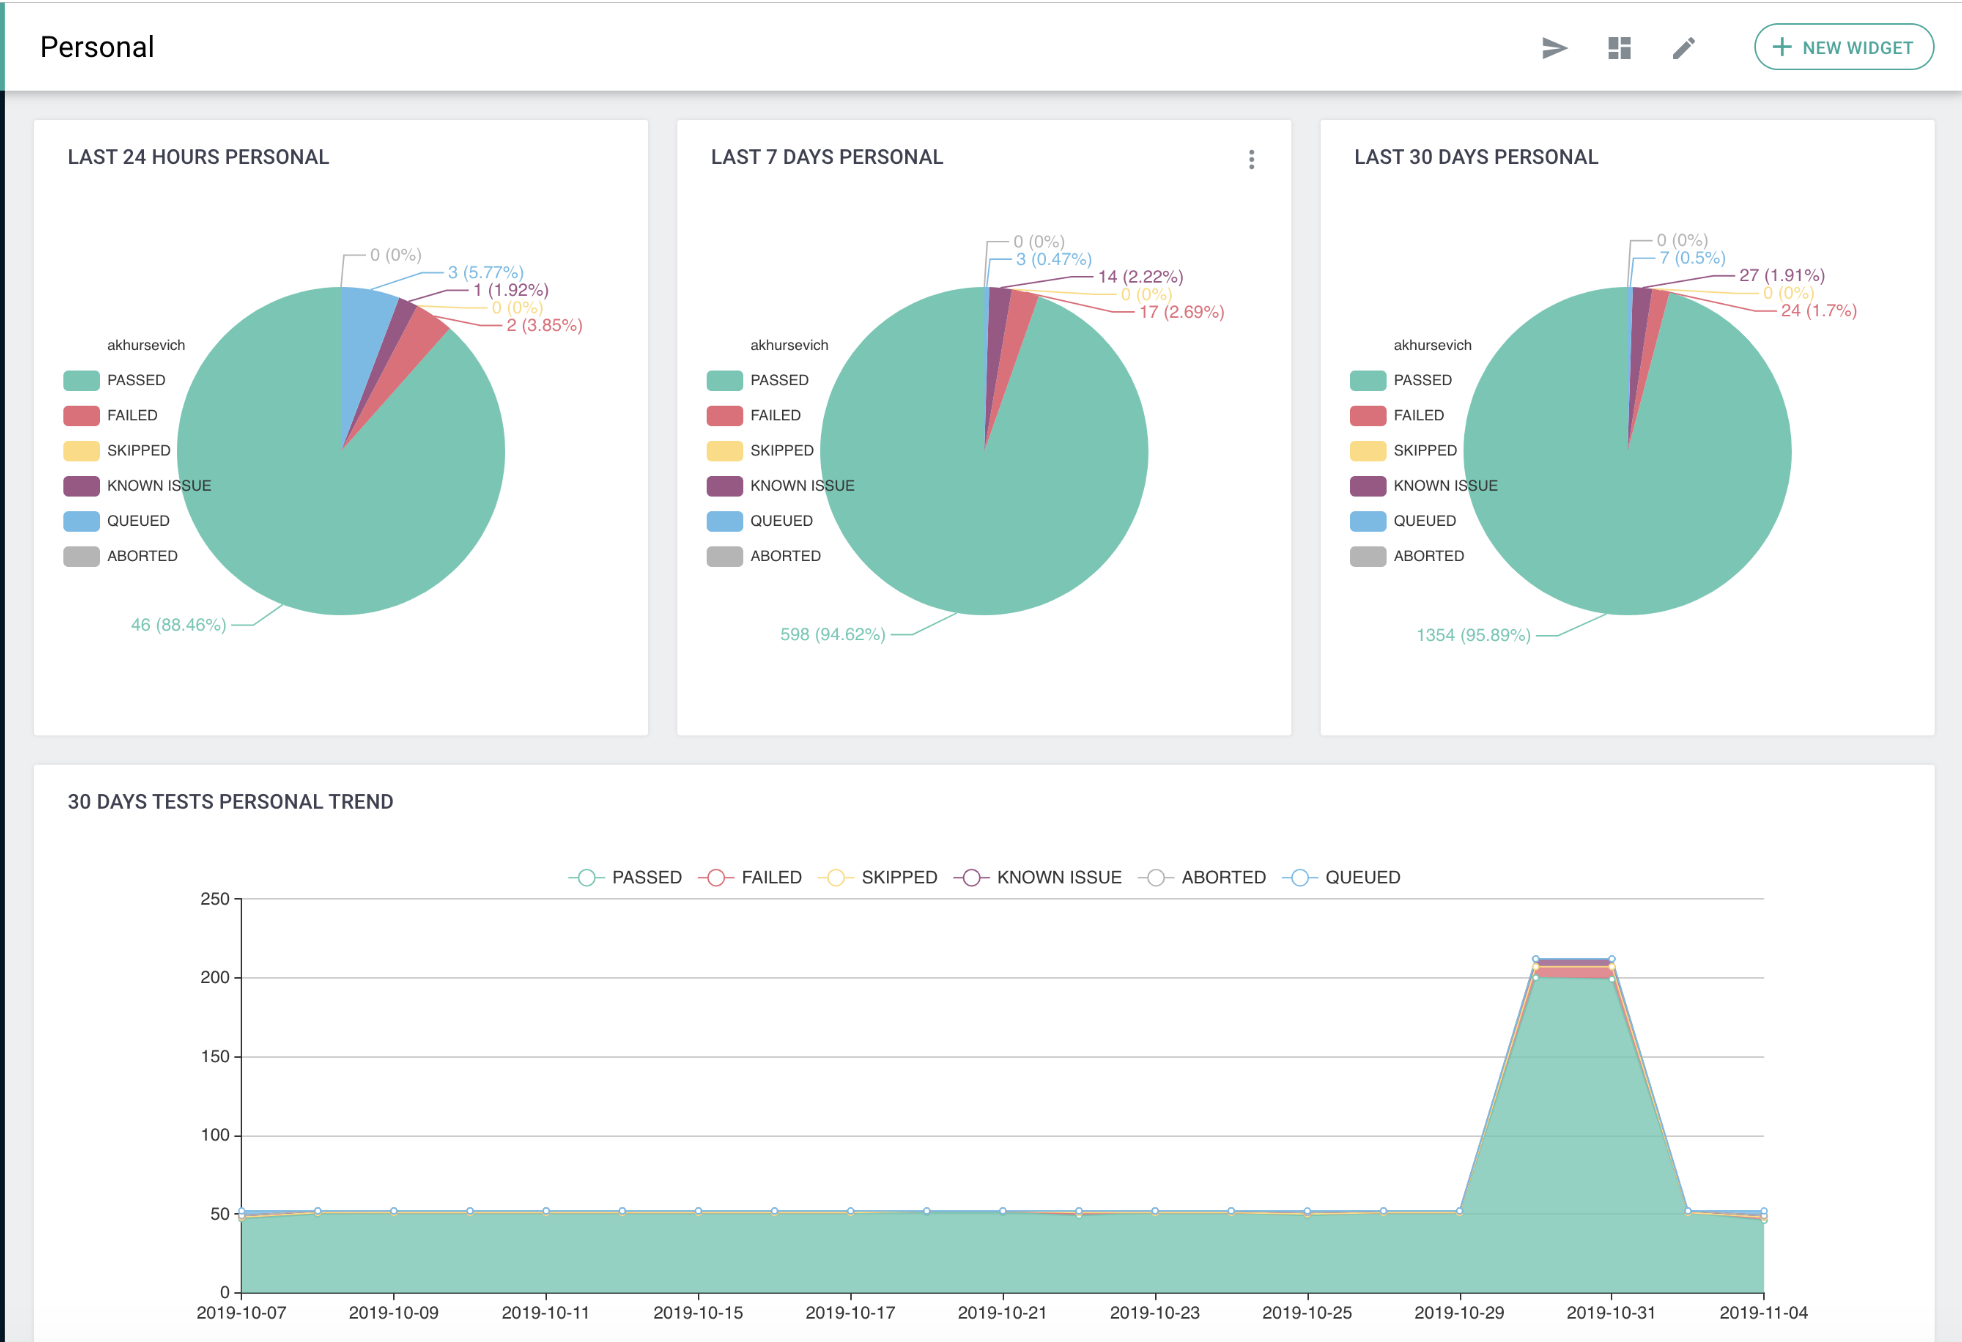 Personal
NEW WIDGET
LAST 24 HOURS PERSONAL
0 (0%)
3 (5.77%)
1 (1.92%)
0 (0%)
2 (3.85%)
akhursevich
PASSED
FAILED
SKIPPED
KNOWN ISSUE
QUEUED
ABORTED
46 (88.46%)
LAST 7 DAYS PERSONAL
0 (0%)
3 (0.47%)
14 (2.22%)
0 (0%)
17 (2.69%)
akhursevich
PASSED
FAILED
SKIPPED
KNOWN ISSUE
QUEUED
ABORTED
598 (94.62%)
LAST 30 DAYS PERSONAL
0 (0%)
7 (0.5%)
27 (1.91%)
0 (0%)
24 (1.7%)
akhursevich
PASSED
FAILED
SKIPPED
KNOWN ISSUE
QUEUED
ABORTED
1354 (95.89%)
30 DAYS TESTS PERSONAL TREND
PASSED FAILED SKIPPED KNOWN ISSUE ABORTED QUEUED
250
200
150
100
50
0
2019-10-07 2019-10-09 2019-10-11 2019-10-15 2019-10-17 2019-10-21 2019-10-23 2019-10-25 2019-10-29 2019-10-31 2019-11-04